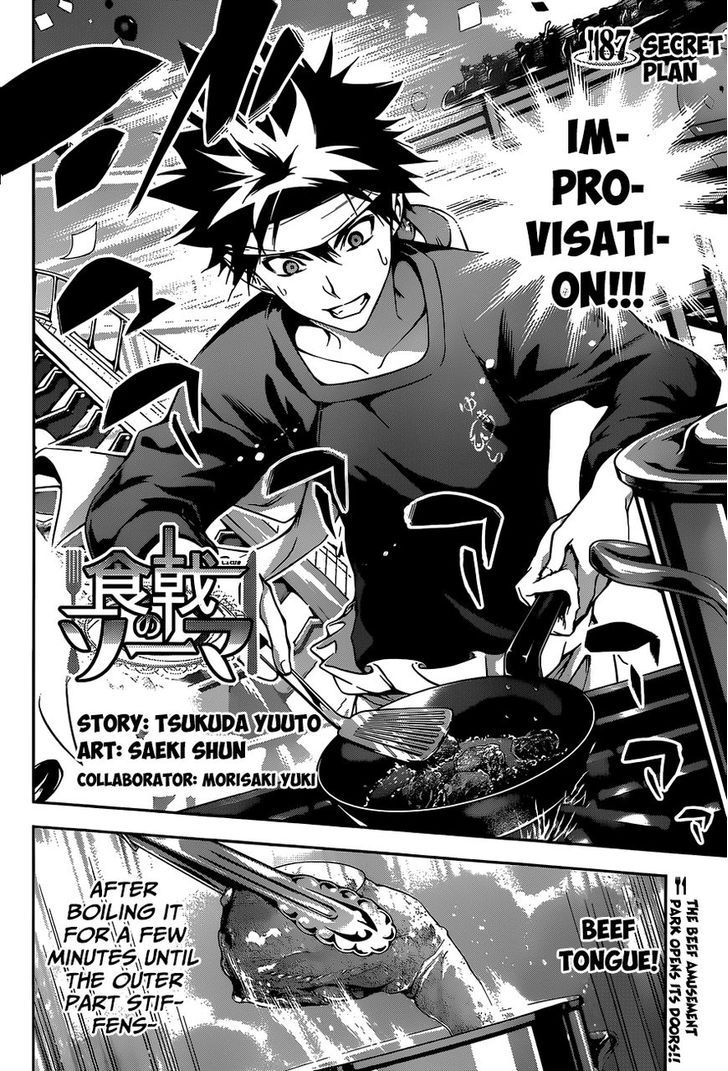 187 SECRET
PLAN
IM-
PRO-
VISATI-
ON!!!
食戟の
ソーマ
STORY: TSUKUDA YUUTO
ART: SAEKI SHUN
COLLABORATOR: MORISAKI YUKI
BEEF
TONGUE!
AFTER
BOILING IT
FOR A FEW
MINUTES UNTIL
THE OUTER
PART STIF-
FENS~
THE BEEF AMUSEMENT
PARK OPENS ITS DOORS!!